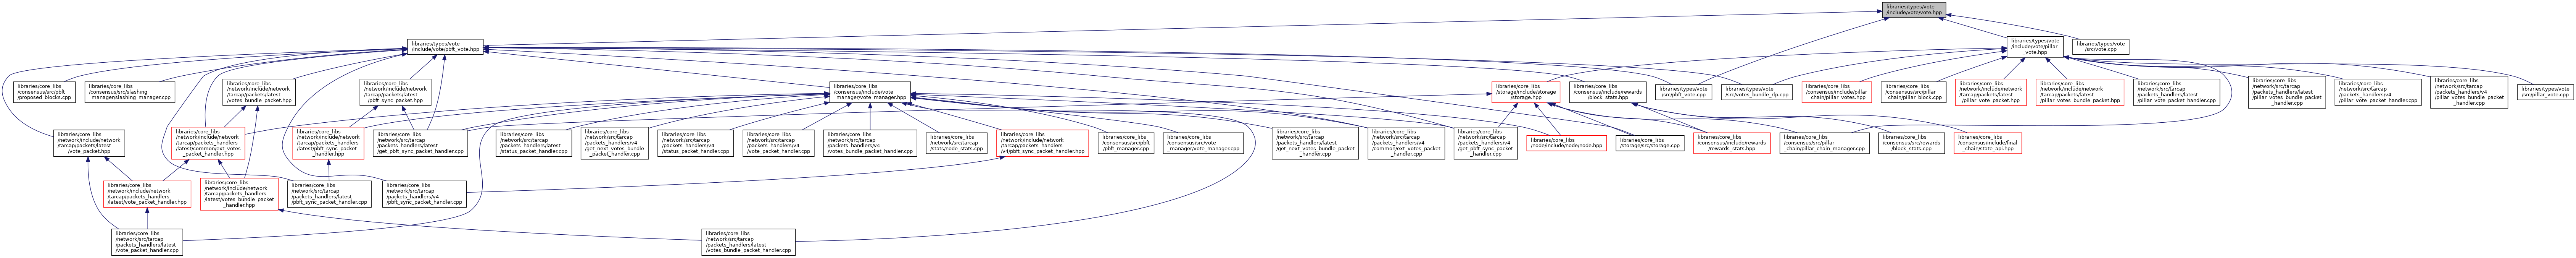 libraries/types/vote
/include/vote/vote.hpp
libraries/types/vote
/include/vote/pbft_vote.hpp
libraries/types/vote
/include/vote/pillar
_vote.hpp
libraries/types/vote
/src/vote.cpp
libraries/core_libs
/consensus/src/pbft
/proposed_blocks.cpp
libraries/core_libs
/consensus/src/slashing
_manager/slashing_manager.cpp
libraries/core_libs
/network/include/network
/tarcap/packets/latest
/votes_bundle_packet.hpp
libraries/core_libs
/network/include/network
/tarcap/packets/latest
/pbft_sync_packet.hpp
libraries/core_libs
/consensus/include/vote
_manager/vote_manager.hpp
libraries/core_libs
/storage/include/storage
/storage.hpp
libraries/core_libs
/consensus/include/rewards
/block_stats.hpp
libraries/types/vote
/src/pbft_vote.cpp
libraries/types/vote
/src/votes_bundle_rlp.cpp
libraries/core_libs
/consensus/include/pillar
_chain/pillar_votes.hpp
libraries/core_libs
/consensus/src/pillar
_chain/pillar_block.cpp
libraries/core_libs
/network/include/network
/tarcap/packets/latest
/pillar_vote_packet.hpp
libraries/core_libs
/network/include/network
/tarcap/packets/latest
/pillar_votes_bundle_packet.hpp
libraries/core_libs
/network/src/tarcap
/packets_handlers/latest
/pillar_vote_packet_handler.cpp
libraries/core_libs
/network/src/tarcap
/packets_handlers/latest
/pillar_votes_bundle_packet
_handler.cpp
libraries/core_libs
/network/src/tarcap
/packets_handlers/v4
/pillar_vote_packet_handler.cpp
libraries/core_libs
/network/src/tarcap
/packets_handlers/v4
/pillar_votes_bundle_packet
_handler.cpp
libraries/types/vote
/src/pillar_vote.cpp
libraries/core_libs
/network/include/network
/tarcap/packets/latest
/vote_packet.hpp
libraries/core_libs
/network/include/network
/tarcap/packets_handlers
/latest/common/ext_votes
_packet_handler.hpp
libraries/core_libs
/network/include/network
/tarcap/packets_handlers
/latest/pbft_sync_packet
_handler.hpp
libraries/core_libs
/network/src/tarcap
/packets_handlers/latest
/get_pbft_sync_packet_handler.cpp
libraries/core_libs
/network/src/tarcap
/packets_handlers/latest
/status_packet_handler.cpp
libraries/core_libs
/network/src/tarcap
/packets_handlers/v4
/get_next_votes_bundle
_packet_handler.cpp
libraries/core_libs
/network/src/tarcap
/packets_handlers/v4
/status_packet_handler.cpp
libraries/core_libs
/network/src/tarcap
/packets_handlers/v4
/vote_packet_handler.cpp
libraries/core_libs
/network/src/tarcap
/packets_handlers/v4
/votes_bundle_packet_handler.cpp
libraries/core_libs
/network/src/tarcap
/stats/node_stats.cpp
libraries/core_libs
/network/include/network
/tarcap/packets_handlers
/v4/pbft_sync_packet_handler.hpp
libraries/core_libs
/consensus/src/pbft
/pbft_manager.cpp
libraries/core_libs
/consensus/src/vote
_manager/vote_manager.cpp
libraries/core_libs
/network/src/tarcap
/packets_handlers/latest
/get_next_votes_bundle_packet
_handler.cpp
libraries/core_libs
/network/src/tarcap
/packets_handlers/v4
/common/ext_votes_packet
_handler.cpp
libraries/core_libs
/network/src/tarcap
/packets_handlers/v4
/get_pbft_sync_packet
_handler.cpp
libraries/core_libs
/node/include/node/node.hpp
libraries/core_libs
/storage/src/storage.cpp
libraries/core_libs
/consensus/include/rewards
/rewards_stats.hpp
libraries/core_libs
/consensus/src/pillar
_chain/pillar_chain_manager.cpp
libraries/core_libs
/consensus/src/rewards
/block_stats.cpp
libraries/core_libs
/consensus/include/final
_chain/state_api.hpp
libraries/core_libs
/network/include/network
/tarcap/packets_handlers
/latest/vote_packet_handler.hpp
libraries/core_libs
/network/include/network
/tarcap/packets_handlers
/latest/votes_bundle_packet
_handler.hpp
libraries/core_libs
/network/src/tarcap
/packets_handlers/latest
/pbft_sync_packet_handler.cpp
libraries/core_libs
/network/src/tarcap
/packets_handlers/v4
/pbft_sync_packet_handler.cpp
libraries/core_libs
/network/src/tarcap
/packets_handlers/latest
/vote_packet_handler.cpp
libraries/core_libs
/network/src/tarcap
/packets_handlers/latest
/votes_bundle_packet_handler.cpp